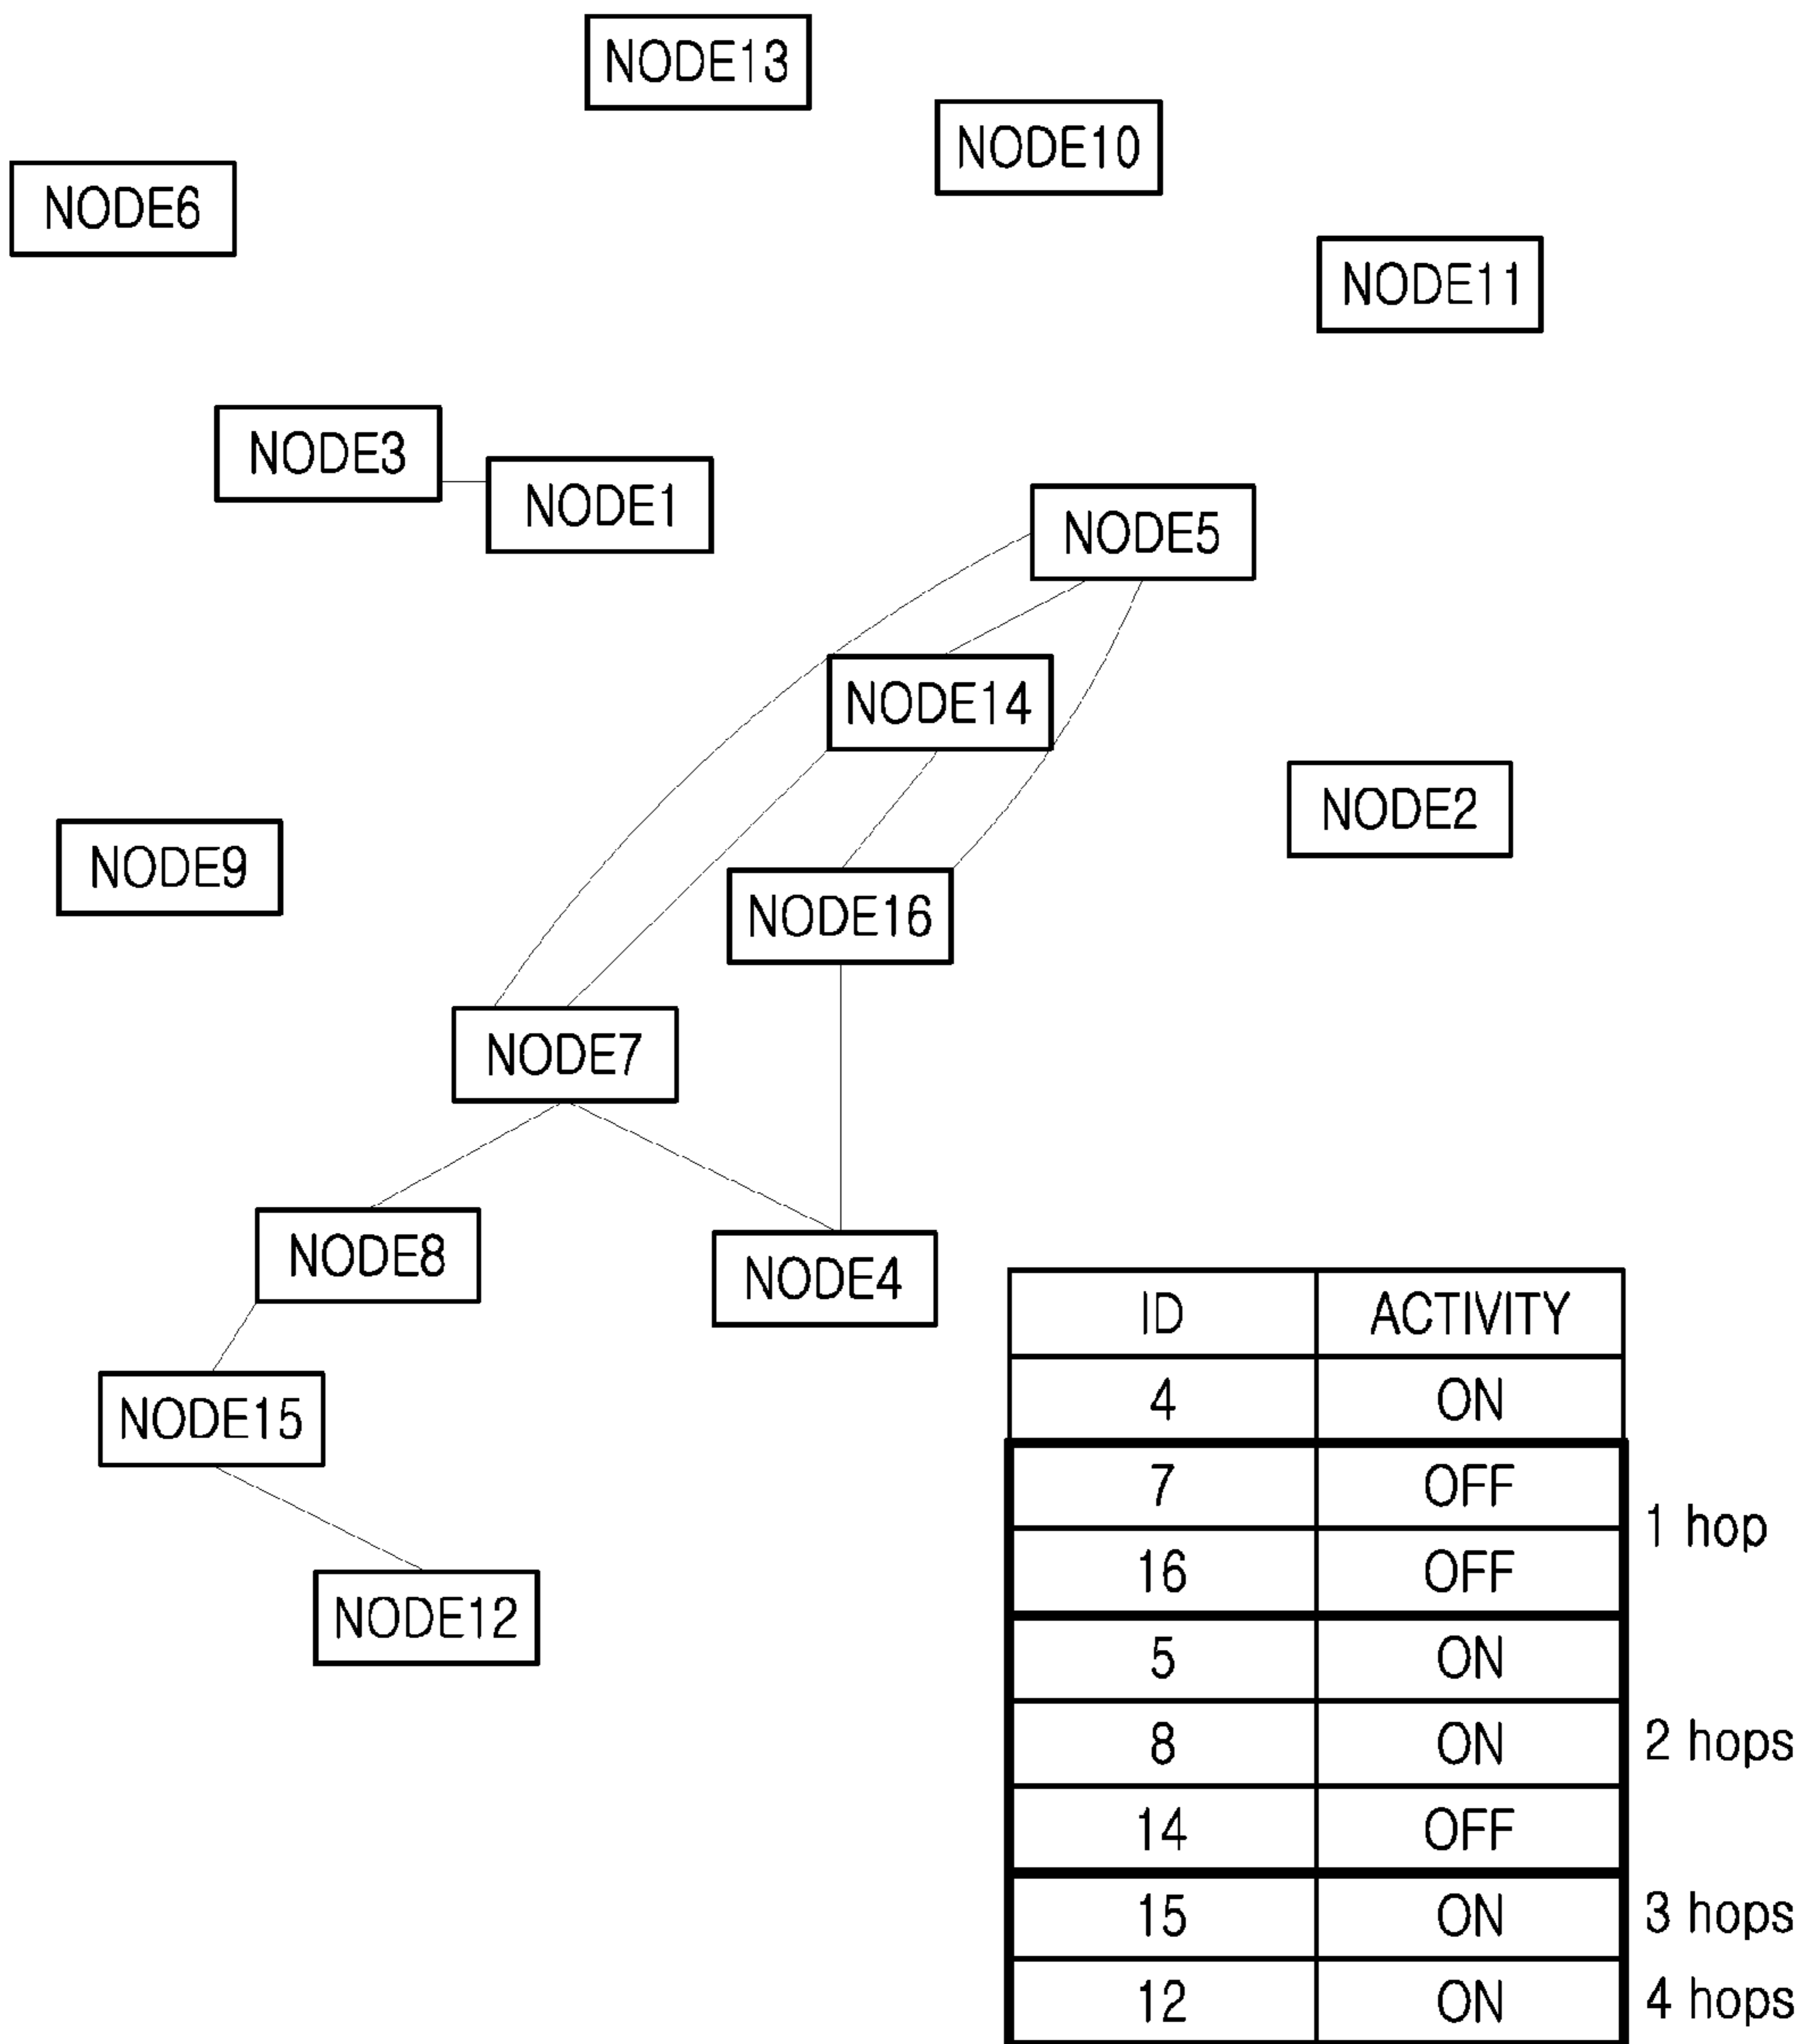 NODE13
NODE10
NODE6
NODE11
NODE3
NODE1
NODE5
NODE14
NODE2
NODE9
NODE16
NODE7
NODE8
NODE4
NODE15
NODE12
ID ACTIVITY
4 ON
7 OFF
1 hop
16 OFF
5 ON
8 ON 2 hops
14 OFF
15 ON 3 hops
12 ON 4 hops